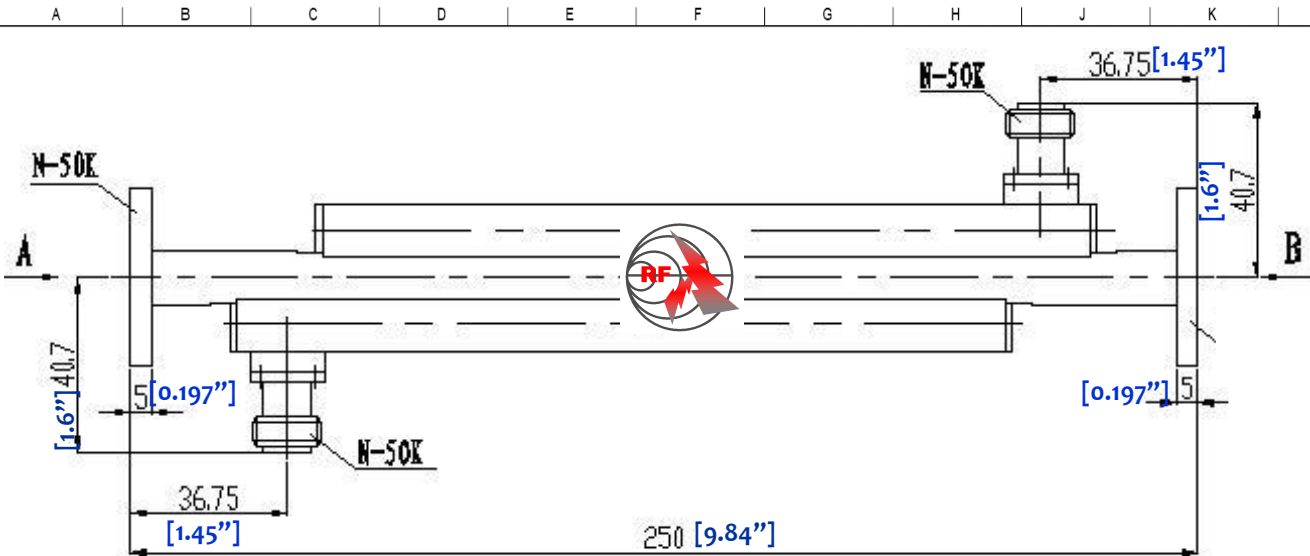 A B C D E F G H J K
36.75 [1.45”]
N-50K
N-50K
40.7
[1.6”]
A
RF
B
40.7
[1.6”]
5 [0.197”]
[0.197”] 5
N-50K
36.75
[1.45”]
250 [9.84”]